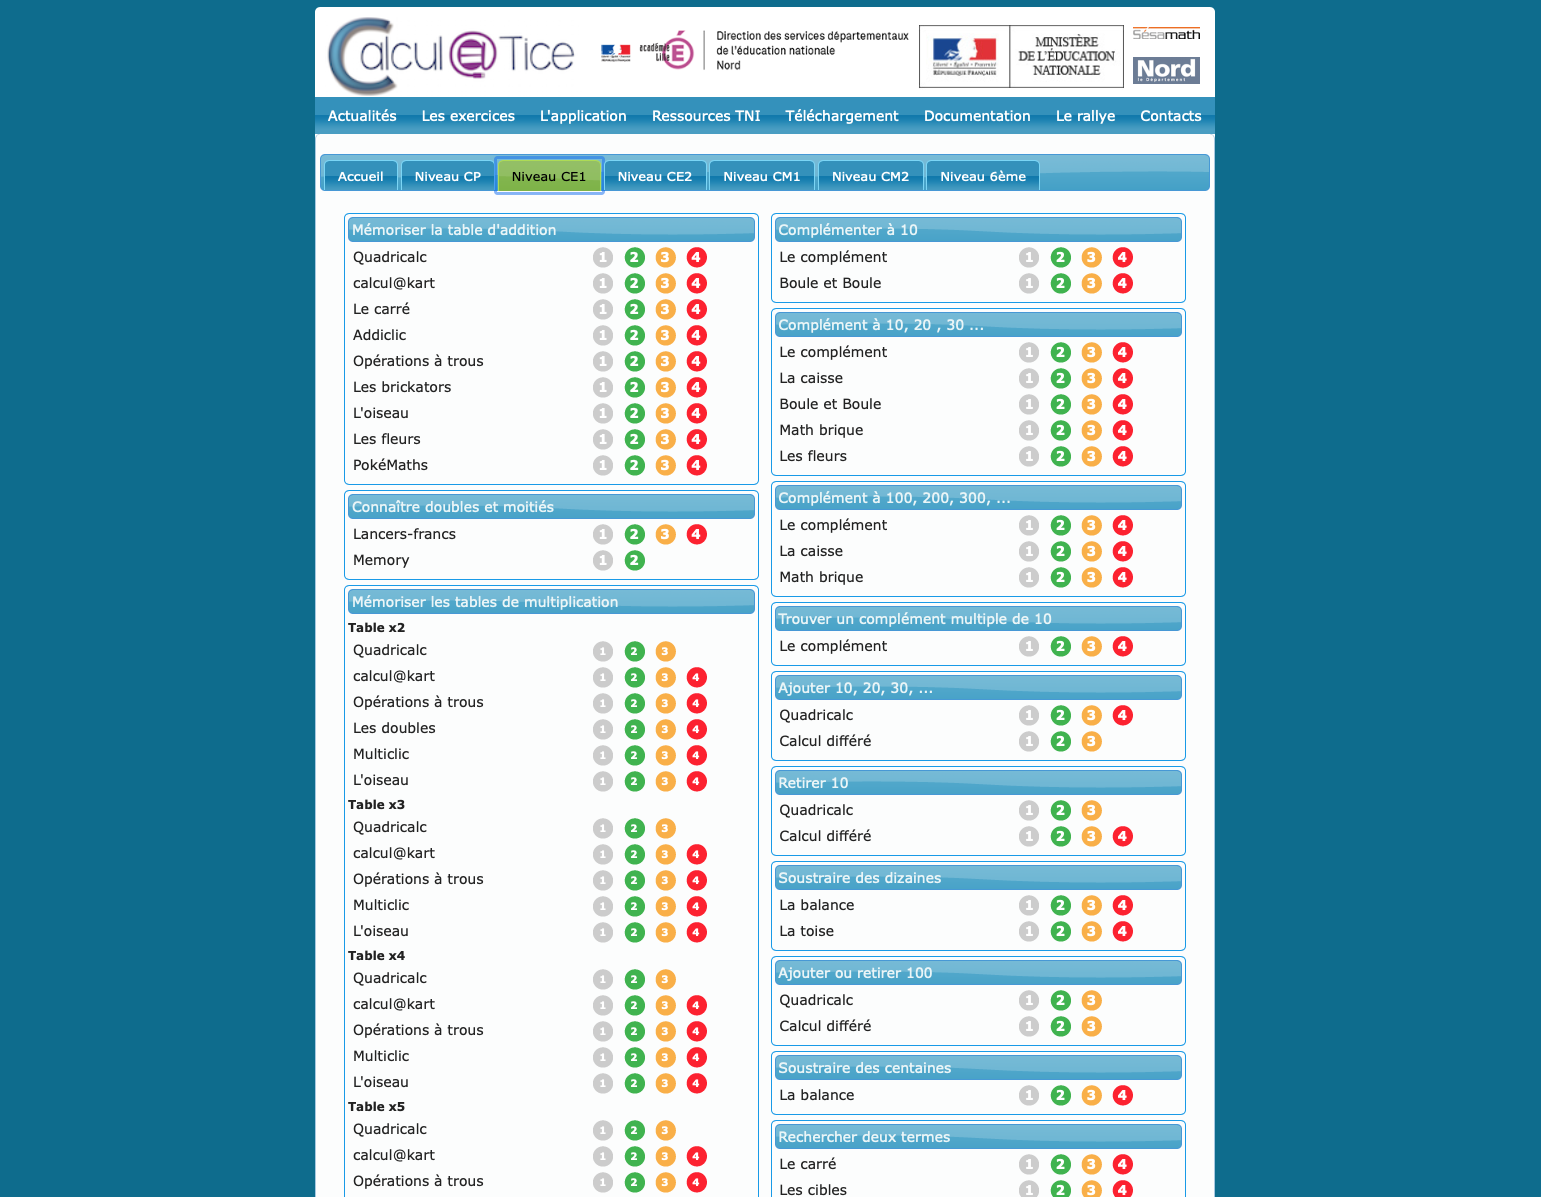 Calcul@Tice
académie Lille
Direction des services départementaux
de l'éducation nationale
Nord
Liberté • Égalité • Fraternité
RÉPUBLIQUE FRANÇAISE
MINISTÈRE
DE L'ÉDUCATION
NATIONALE
Sésamath
Nord
le Département
Actualités Les exercices L'application Ressources TNI Téléchargement Documentation Le rallye Contacts
Accueil Niveau CP Niveau CE1 Niveau CE2 Niveau CM1 Niveau CM2 Niveau 6ème
Mémoriser la table d'addition
Quadricalc 1 2 3 4
calcul@kart 1 2 3 4
Le carré 1 2 3 4
Addiclic 1 2 3 4
Opérations à trous 1 2 3 4
Les brickators 1 2 3 4
L'oiseau 1 2 3 4
Les fleurs 1 2 3 4
PokéMaths 1 2 3 4
Connaître doubles et moitiés
Lancers-francs 1 2 3 4
Memory 1 2
Mémoriser les tables de multiplication
Table x2
Quadricalc 1 2 3
calcul@kart 1 2 3 4
Opérations à trous 1 2 3 4
Les doubles 1 2 3 4
Multiclic 1 2 3 4
L'oiseau 1 2 3 4
Table x3
Quadricalc 1 2 3
calcul@kart 1 2 3 4
Opérations à trous 1 2 3 4
Multiclic 1 2 3 4
L'oiseau 1 2 3 4
Table x4
Quadricalc 1 2 3
calcul@kart 1 2 3 4
Opérations à trous 1 2 3 4
Multiclic 1 2 3 4
L'oiseau 1 2 3 4
Table x5
Quadricalc 1 2 3
calcul@kart 1 2 3 4
Opérations à trous 1 2 3 4
Complémenter à 10
Le complément 1 2 3 4
Boule et Boule 1 2 3 4
Complément à 10, 20 , 30 ...
Le complément 1 2 3 4
La caisse 1 2 3 4
Boule et Boule 1 2 3 4
Math brique 1 2 3 4
Les fleurs 1 2 3 4
Complément à 100, 200, 300, ...
Le complément 1 2 3 4
La caisse 1 2 3 4
Math brique 1 2 3 4
Trouver un complément multiple de 10
Le complément 1 2 3 4
Ajouter 10, 20, 30, ...
Quadricalc 1 2 3 4
Calcul différé 1 2 3
Retirer 10
Quadricalc 1 2 3
Calcul différé 1 2 3 4
Soustraire des dizaines
La balance 1 2 3 4
La toise 1 2 3 4
Ajouter ou retirer 100
Quadricalc 1 2 3
Calcul différé 1 2 3
Soustraire des centaines
La balance 1 2 3 4
Rechercher deux termes
Le carré 1 2 3 4
Les cibles 1 2 3 4